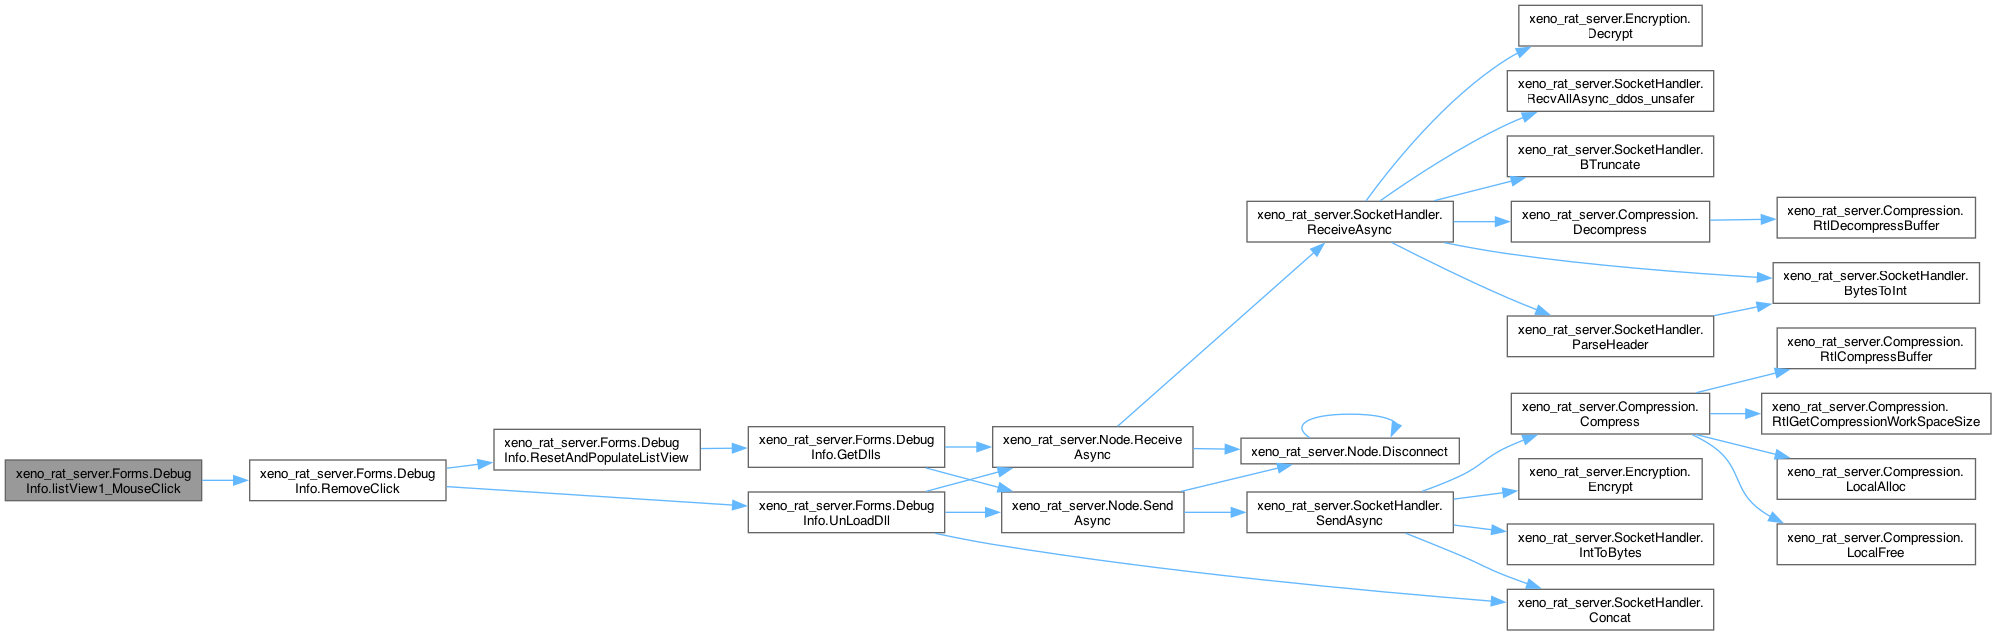 xeno_rat_server.Forms.Debug
Info.listView1_MouseClick
xeno_rat_server.Forms.Debug
Info.RemoveClick
xeno_rat_server.Forms.Debug
Info.ResetAndPopulateListView
xeno_rat_server.Forms.Debug
Info.GetDlls
xeno_rat_server.Forms.Debug
Info.UnLoadDll
xeno_rat_server.Node.Receive
Async
xeno_rat_server.Node.Send
Async
xeno_rat_server.SocketHandler.
ReceiveAsync
xeno_rat_server.Node.Disconnect
xeno_rat_server.SocketHandler.
SendAsync
xeno_rat_server.Encryption.
Decrypt
xeno_rat_server.SocketHandler.
RecvAllAsync_ddos_unsafer
xeno_rat_server.SocketHandler.
BTruncate
xeno_rat_server.Compression.
Decompress
xeno_rat_server.SocketHandler.
ParseHeader
xeno_rat_server.Compression.
Compress
xeno_rat_server.Encryption.
Encrypt
xeno_rat_server.SocketHandler.
IntToBytes
xeno_rat_server.SocketHandler.
Concat
xeno_rat_server.Compression.
RtlDecompressBuffer
xeno_rat_server.SocketHandler.
BytesToInt
xeno_rat_server.Compression.
RtlCompressBuffer
xeno_rat_server.Compression.
RtlGetCompressionWorkSpaceSize
xeno_rat_server.Compression.
LocalAlloc
xeno_rat_server.Compression.
LocalFree